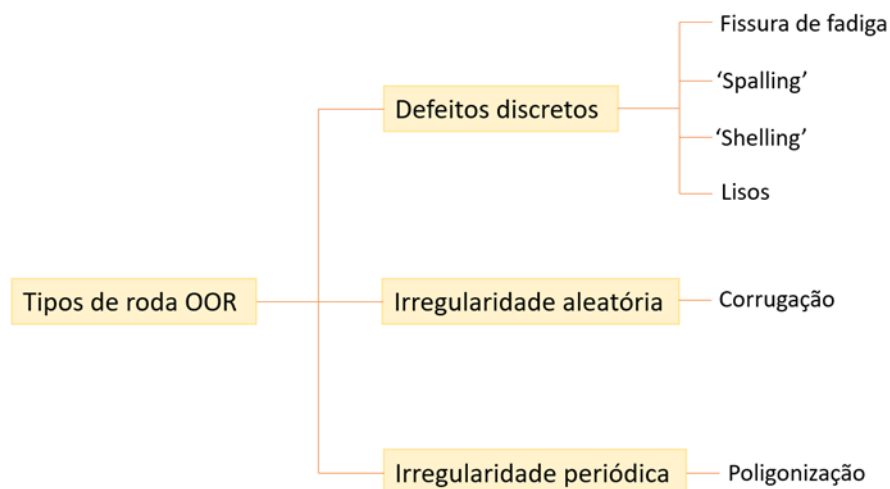 Tipos de roda OOR
Defeitos discretos
Fissura de fadiga
‘Spalling’
‘Shelling’
Lisos
Irregularidade aleatória
Corrugação
Irregularidade periódica
Poligonização